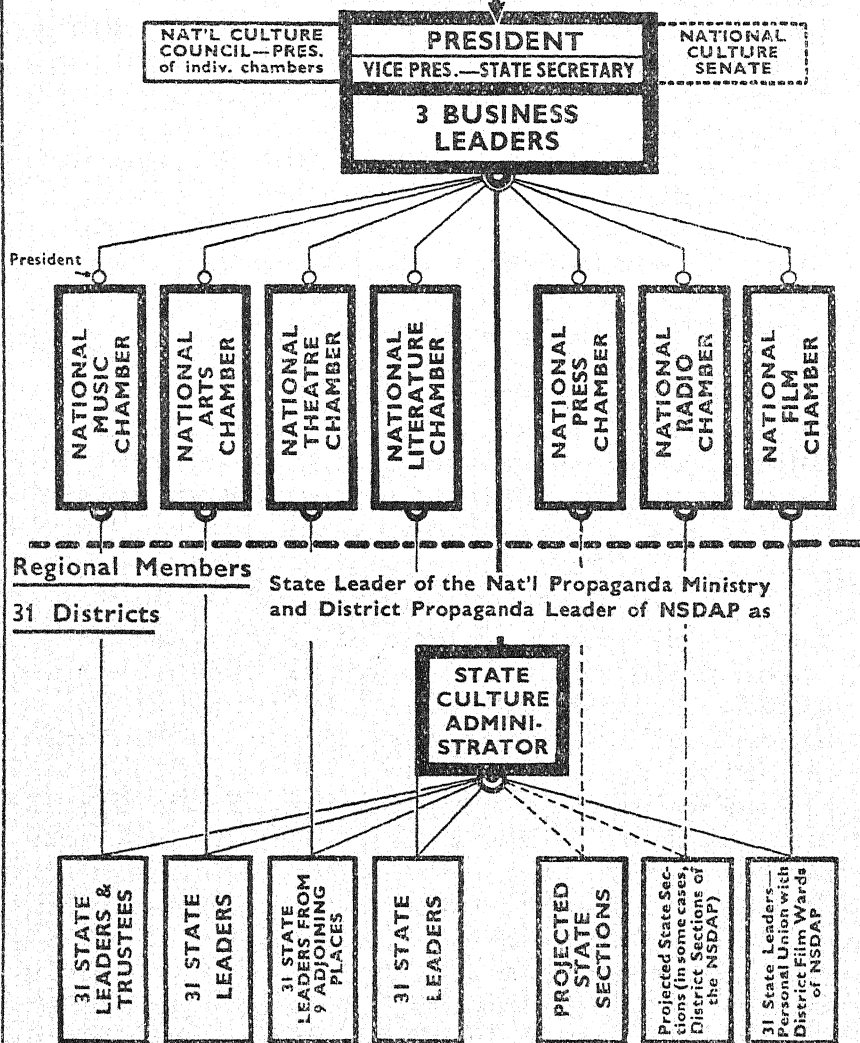 NAT'L CULTURE
COUNCIL—PRES.
of indiv. chambers
PRESIDENT
VICE PRES.—STATE SECRETARY
3 BUSINESS
LEADERS
NATIONAL
CULTURE
SENATE
President
NATIONAL
MUSIC
CHAMBER
NATIONAL
ARTS
CHAMBER
NATIONAL
THEATRE
CHAMBER
NATIONAL
LITERATURE
CHAMBER
NATIONAL
PRESS
CHAMBER
NATIONAL
RADIO
CHAMBER
NATIONAL
FILM
CHAMBER
Regional Members
31 Districts
State Leader of the Nat'l Propaganda Ministry
and District Propaganda Leader of NSDAP as
STATE
CULTURE
ADMINI-
STRATOR
31 STATE
LEADERS &
TRUSTEES
31 STATE
LEADERS
31 STATE
LEADERS FROM
9 ADJOINING
PLACES
31 STATE
LEADERS
PROJECTED
STATE
SECTIONS
Projected State Sec-
tions (in some cases,
District Sections of
the NSDAP)
31 State Leaders—
Personal Union with
District Film Wards
of NSDAP